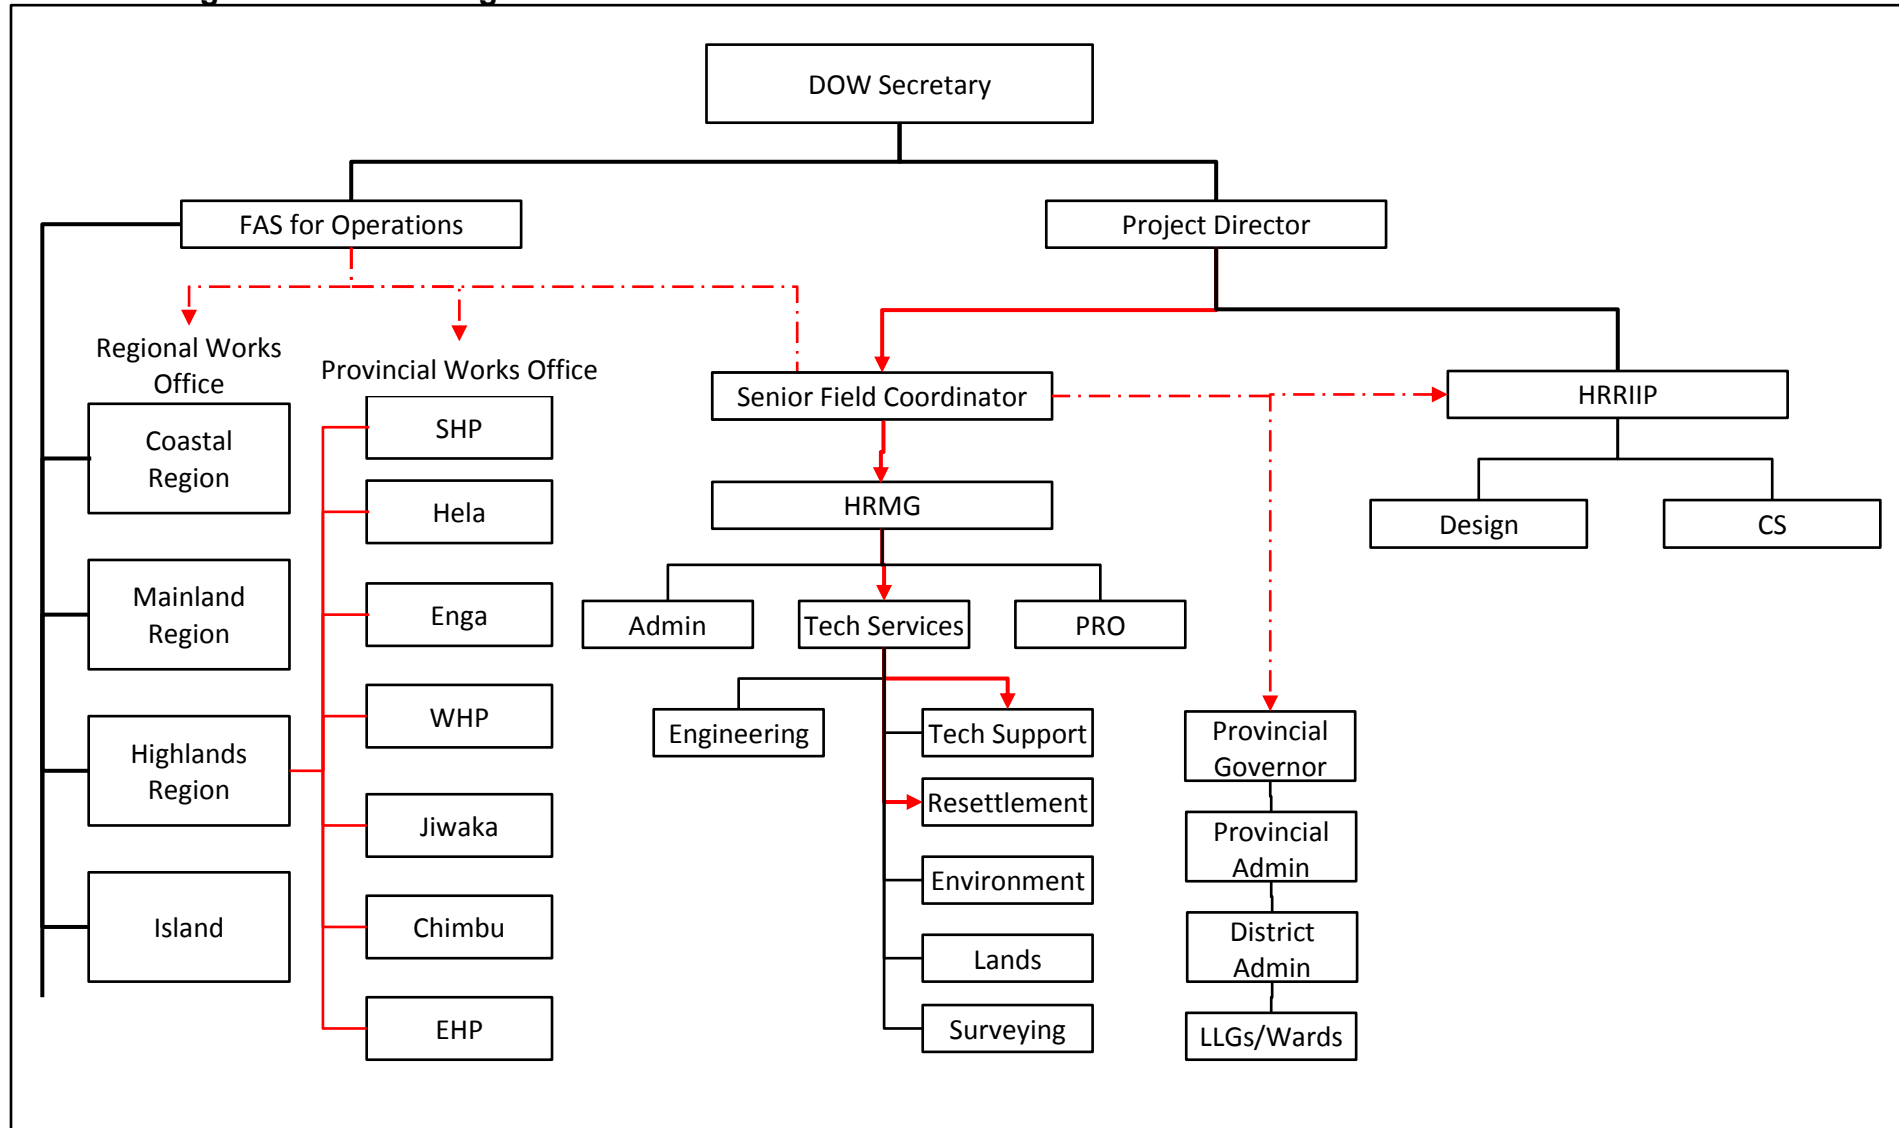 DOW Secretary
FAS for Operations
Project Director
Regional Works
Office
Provincial Works Office
Coastal
Region
Mainland
Region
Highlands
Region
Island
SHP
Hela
Enga
WHP
Jiwaka
Chimbu
EHP
Senior Field Coordinator
HRMG
Admin
Tech Services
PRO
Engineering
Tech Support
Resettlement
Environment
Lands
Surveying
HRRIIP
Design
CS
Provincial
Governor
Provincial
Admin
District
Admin
LLGs/Wards